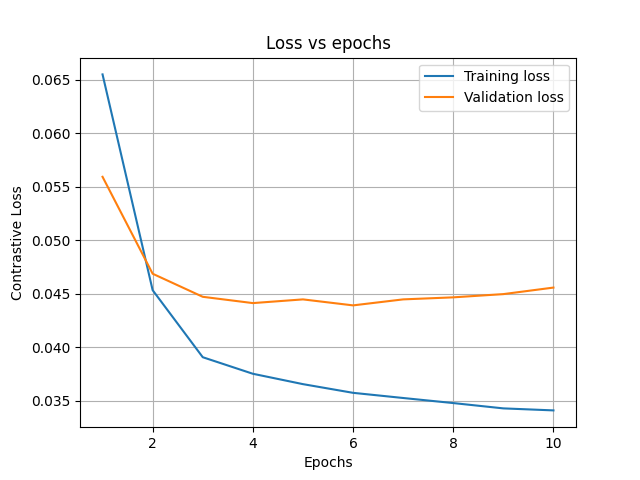 Loss vs epochs
Training loss
Validation loss
Contrastive Loss
0.065
0.060
0.055
0.050
0.045
0.040
0.035
2
4
6
8
10
Epochs